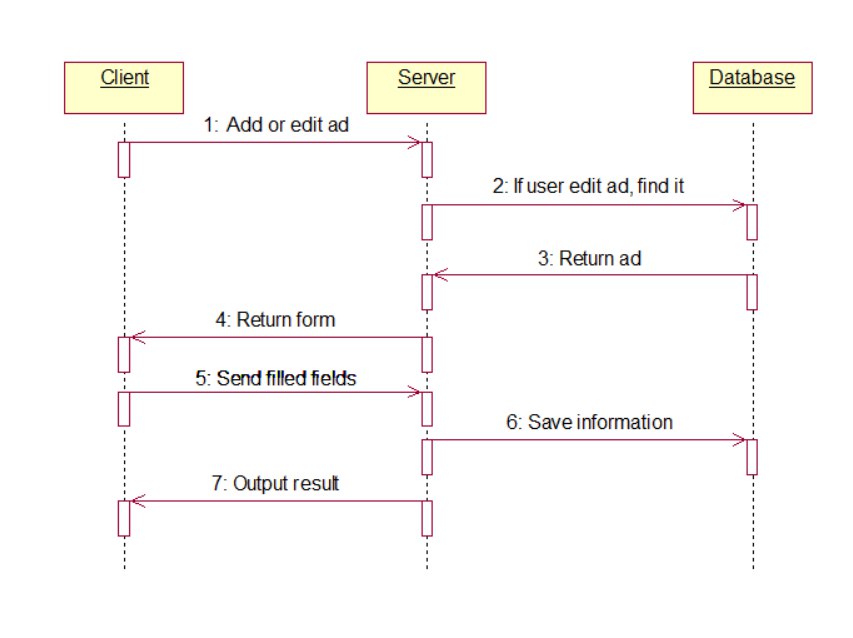 Client
Server
Database
1: Add or edit ad
2: If user edit ad, find it
3: Return ad
4: Return form
5: Send filled fields
6: Save information
7: Output result